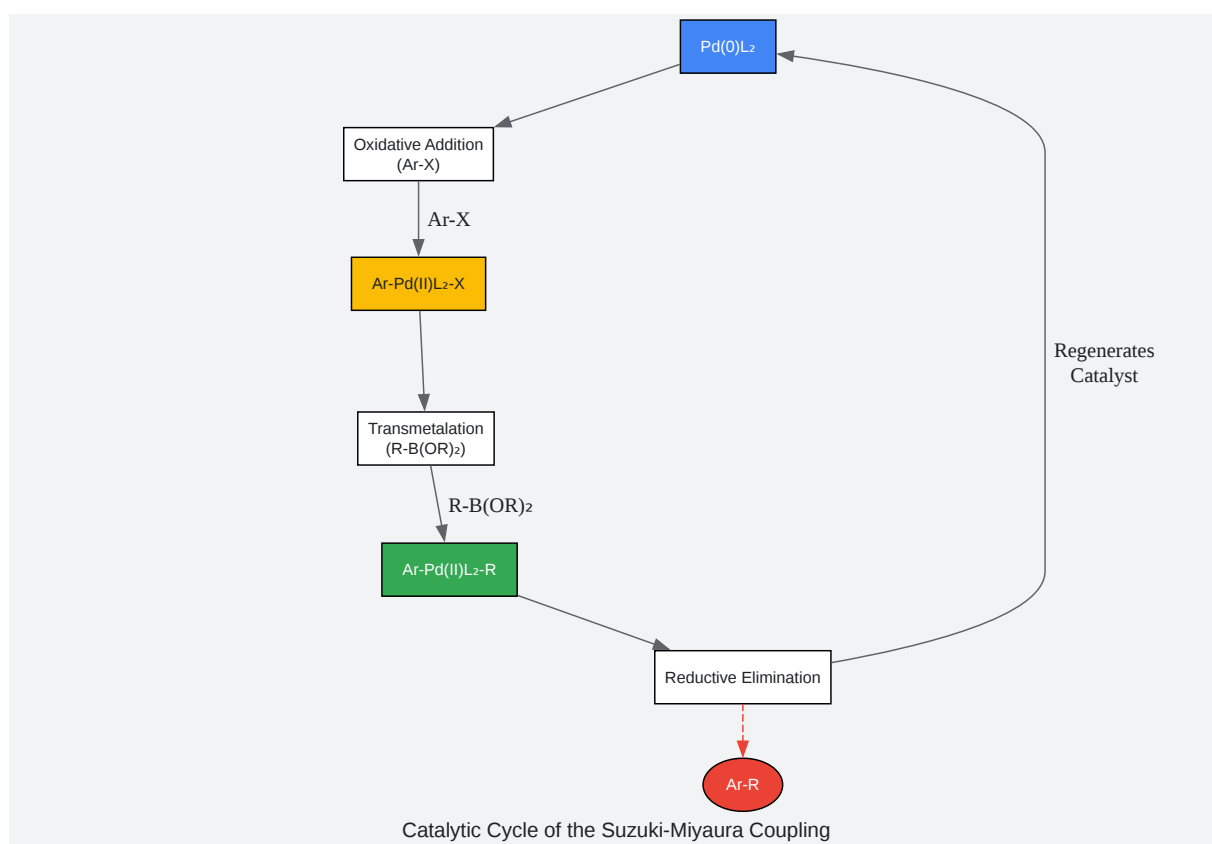 Pd(0)L₂
Oxidative Addition
(Ar-X)
Ar-X
Ar-Pd(II)L₂-X
Regenerates
Catalyst
Transmetalation
(R-B(OR)₂)
R-B(OR)₂
Ar-Pd(II)L₂-R
Reductive Elimination
Ar-R
Catalytic Cycle of the Suzuki-Miyaura Coupling